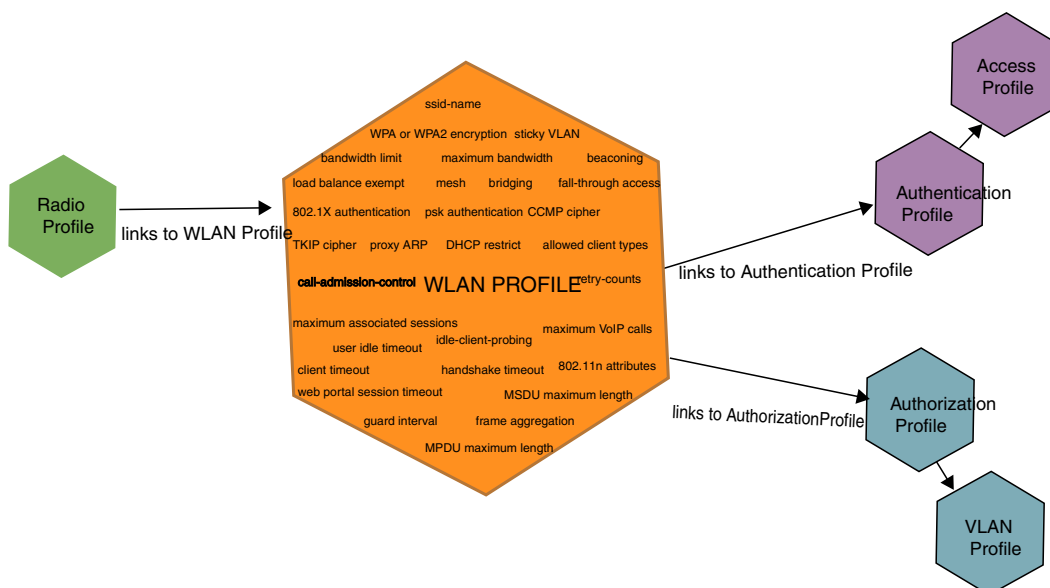 Access
Profile
ssid-name
WPA or WPA2 encryption sticky VLAN
bandwidth limit maximum bandwidth beaconing
load balance exempt mesh bridging fall-through access
Radio
Profile
links to WLAN Profile
802.1X authentication psk authentication CCMP cipher
Authentication
Profile
TKIP cipher proxy ARP DHCP restrict allowed client types
links to Authentication Profile
call-admission-control WLAN PROFILE retry-counts
maximum associated sessions maximum VoIP calls
user idle timeout idle-client-probing
client timeout handshake timeout 802.11n attributes
web portal session timeout MSDU maximum length
links to AuthorizationProfile
Authorization
Profile
guard interval frame aggregation
MPDU maximum length
VLAN
Profile